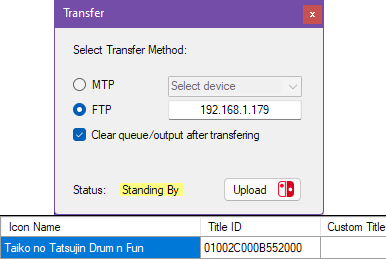 Transfer
x
Select Transfer Method:
MTP
Select device
FTP
192.168.1.179
Clear queue/output after transfering
Status: Standing By
Upload
Icon Name Title ID Custom Title
Taiko no Tatsujin Drum n Fun 01002C000B552000